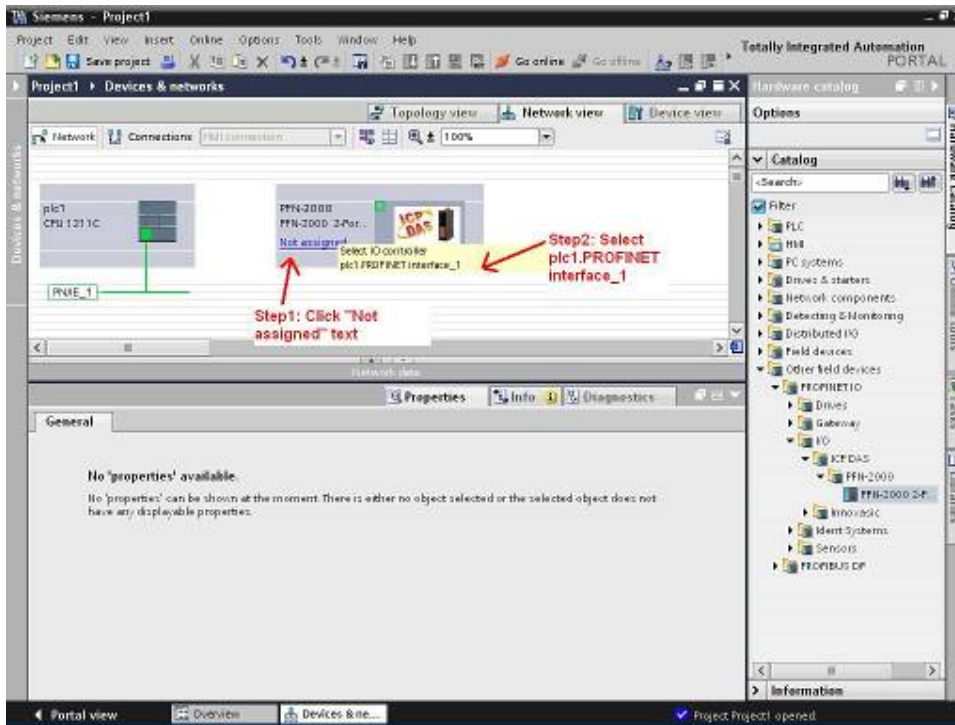 Siemens - Project1
Project Edit View Insert Online Options Tools Window Help
Save project
Go online
Go offline
Totally Integrated Automation
PORTAL
Project1 ▸ Devices & networks
Topology view
Network view
Device view
Network
Connections
HMI connection
100%
plc1
CPU 1211C
PFN-2000
PFN-2000 2-Por...
Not assigned
ICP DAS
Select IO controller
plc1.PROFINET interface_1
PN/IE_1
Step1: Click "Not
assigned" text
Step2: Select
plc1.PROFINET
interface_1
Network data
Properties
Info
Diagnostics
General
No 'properties' available.
No 'properties' can be shown at the moment. There is either no object selected or the selected object does not
have any displayable properties.
Devices & networks
Hardware catalog
Options
Catalog
<Search>
Filter
PLC
HMI
PC systems
Drives & starters
Network components
Detecting & Monitoring
Distributed I/O
Field devices
Other field devices
PROFINET IO
Drives
Gateway
I/O
ICP DAS
PFN-2000
PFN-2000 2-P...
Innovasic
Ident Systems
Sensors
PROFIBUS DP
Information
Hardware catalog
Portal view
Overview
Devices & ne...
Project Project1 opened.